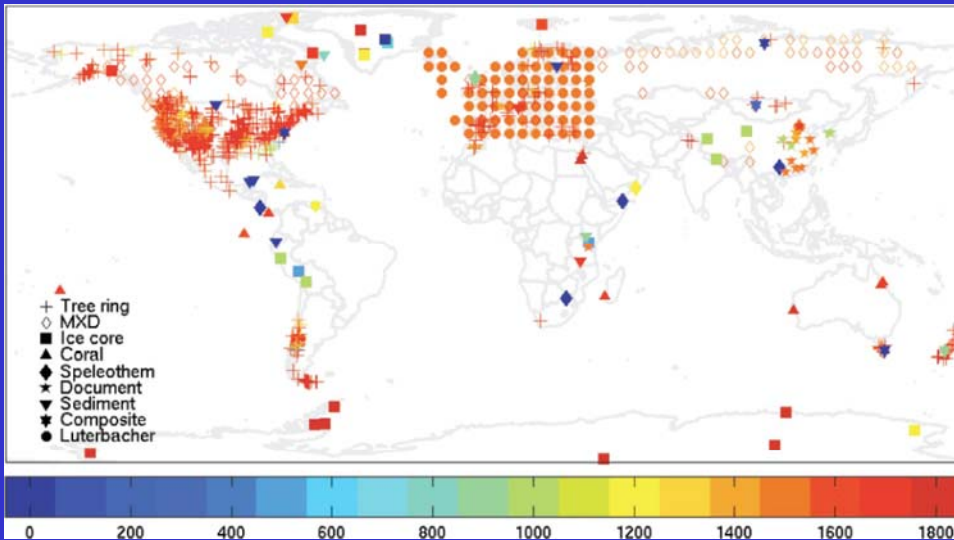 Tree ring
MXD
Ice core
Coral
Speleothem
Document
Sediment
Composite
Luterbacher
0 200 400 600 800 1000 1200 1400 1600 1800